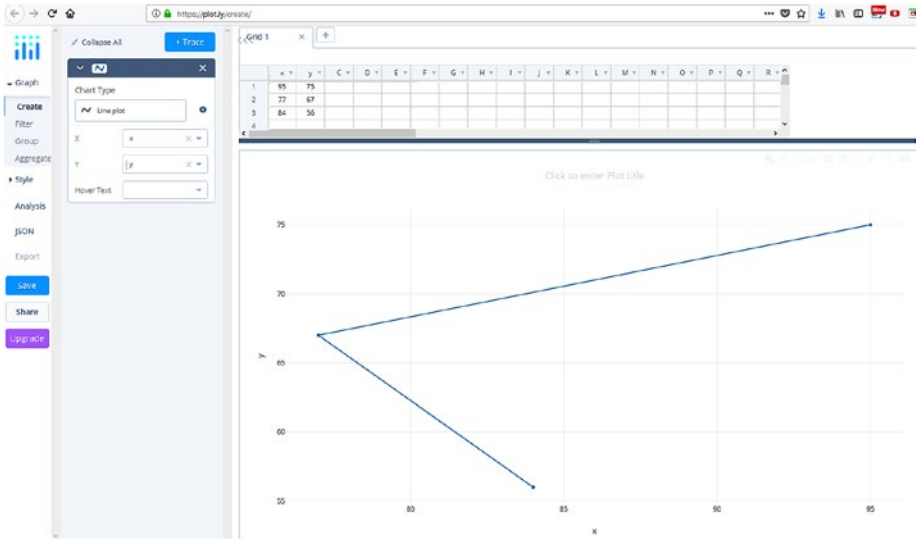 https://plot.ly/create/
Collapse All
+ Trace
Graph
Create
Filter
Group
Aggregate
Style
Analysis
JSON
Export
Save
Share
Upgrade
Chart Type
Line plot
X x
Y y
Hover Text
Grid 1
x y C D E F G H I J K L M N O P Q R
1 95 75
2 77 67
3 84 56
4
Click to enter Plot title
75
70
65
60
55
y
80 85 90 95
x